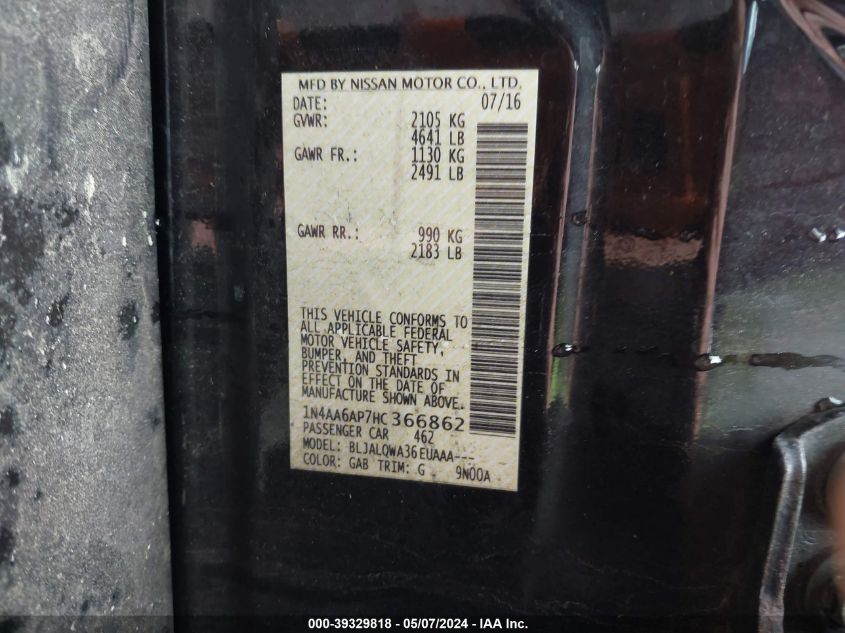 MFD BY NISSAN MOTOR CO., LTD.
DATE: 07/16
GVWR: 2105 KG
4641 LB
GAWR FR.: 1130 KG
2491 LB
GAWR RR.: 990 KG
2183 LB
THIS VEHICLE CONFORMS TO
ALL APPLICABLE FEDERAL
MOTOR VEHICLE SAFETY,
BUMPER, AND THEFT
PREVENTION STANDARDS IN
EFFECT ON THE DATE OF
MANUFACTURE SHOWN ABOVE.
1N4AA6AP7HC366862
PASSENGER CAR 462
MODEL: BLJALQWA36EUAAA---
COLOR: GAB TRIM: G 9N00A
000-39329818 - 05/07/2024 - IAA Inc.